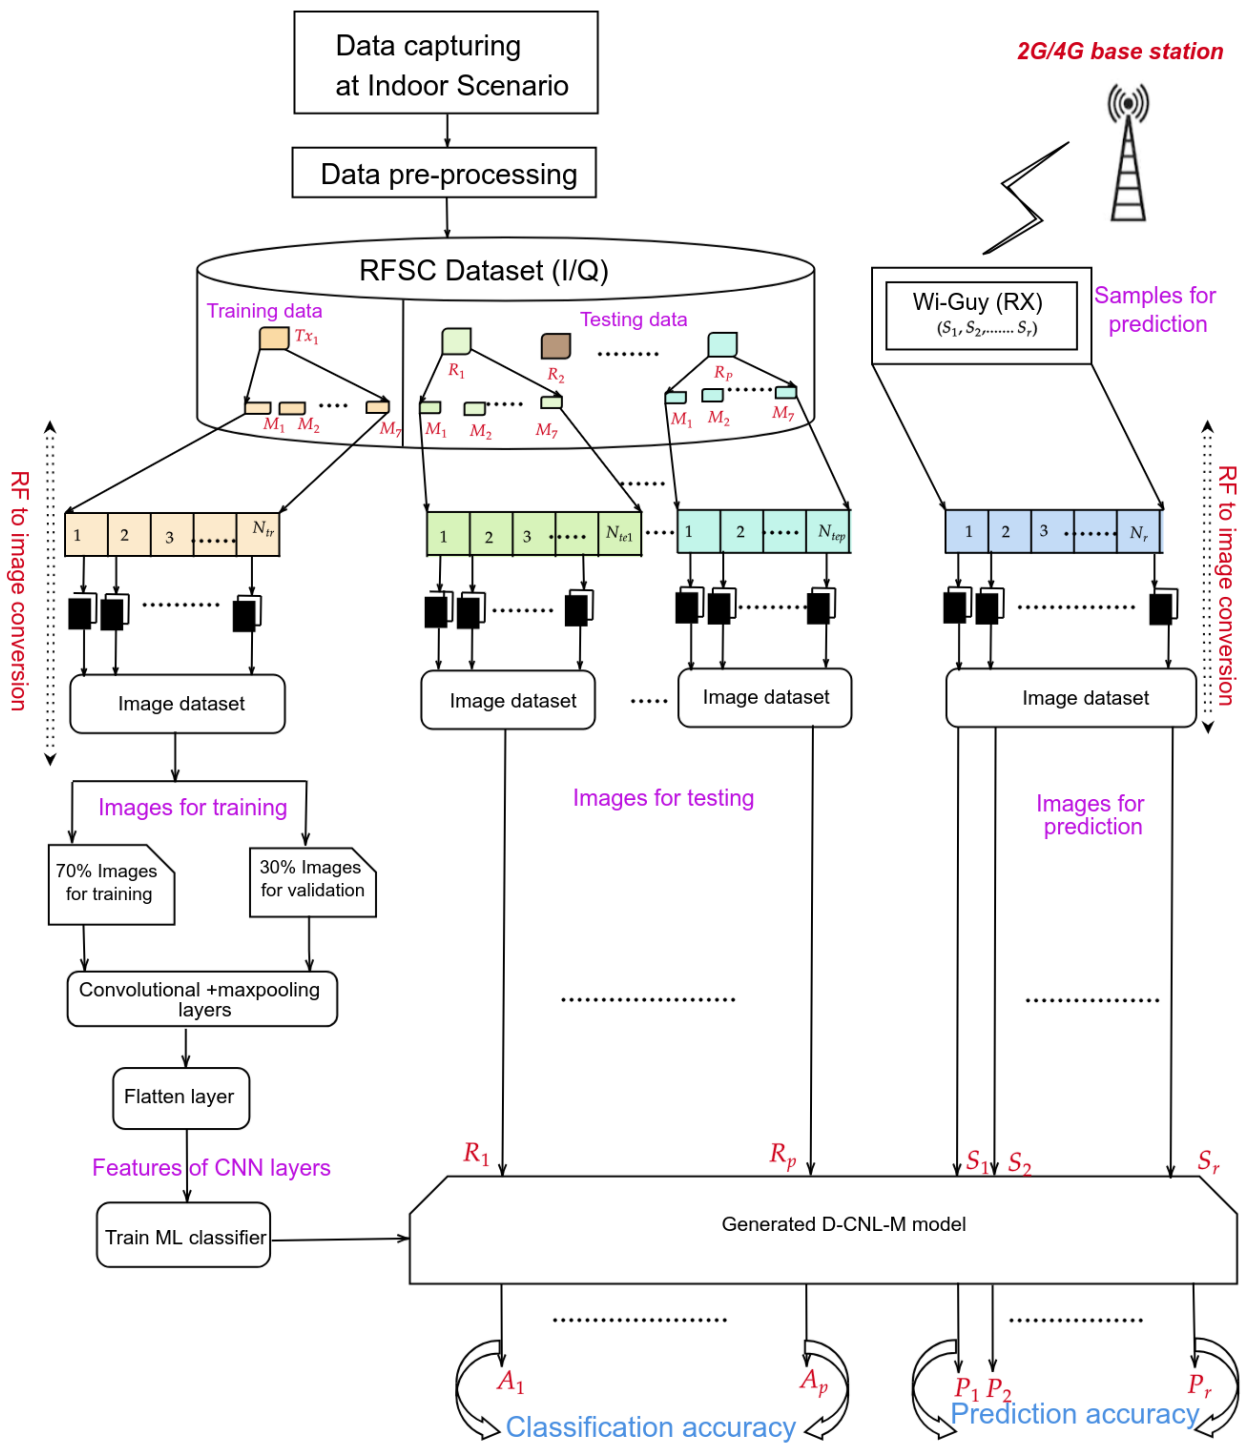 Data capturing
at Indoor Scenario
2G/4G base station
Data pre-processing
RFSC Dataset (I/Q)
Training data
Testing data
Tx₁
R₁
R₂
Rₚ
M₁
M₂
M₇
M₁
M₂
M₇
M₁
M₂
M₇
Wi-Guy (RX)
(S₁, S₂,....... Sᵣ)
Samples for
prediction
RF to image conversion
RF to image conversion
1 2 3 ...... Nₜᵣ
1 2 3 ..... Nₜₑ₁
1 2 ..... Nₜₑₚ
1 2 3 ....... Nᵣ
Image dataset
Image dataset
Image dataset
Image dataset
Images for training
Images for testing
Images for
prediction
70% Images
for training
30% Images
for validation
Convolutional +maxpooling
layers
Flatten layer
Features of CNN layers
Train ML classifier
R₁
Rₚ
S₁
S₂
Sᵣ
Generated D-CNL-M model
A₁
Aₚ
P₁
P₂
Pᵣ
Classification accuracy
Prediction accuracy